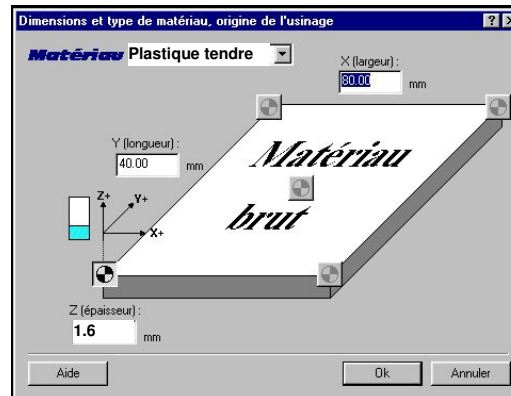 Dimensions et type de matériau, origine de l'usinage
Matériau Plastique tendre
X (largeur) :
80.00 mm
Y (longueur) :
40.00 mm
Matériau
brut
Z+
Y+
X+
Z (épaisseur) :
1.6 mm
Aide Ok Annuler